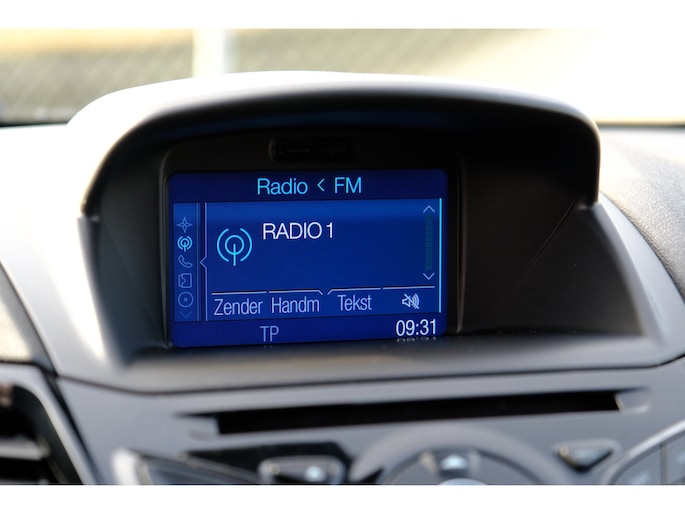 Radio < FM
RADIO 1
Zender Handm Tekst
TP 09:31